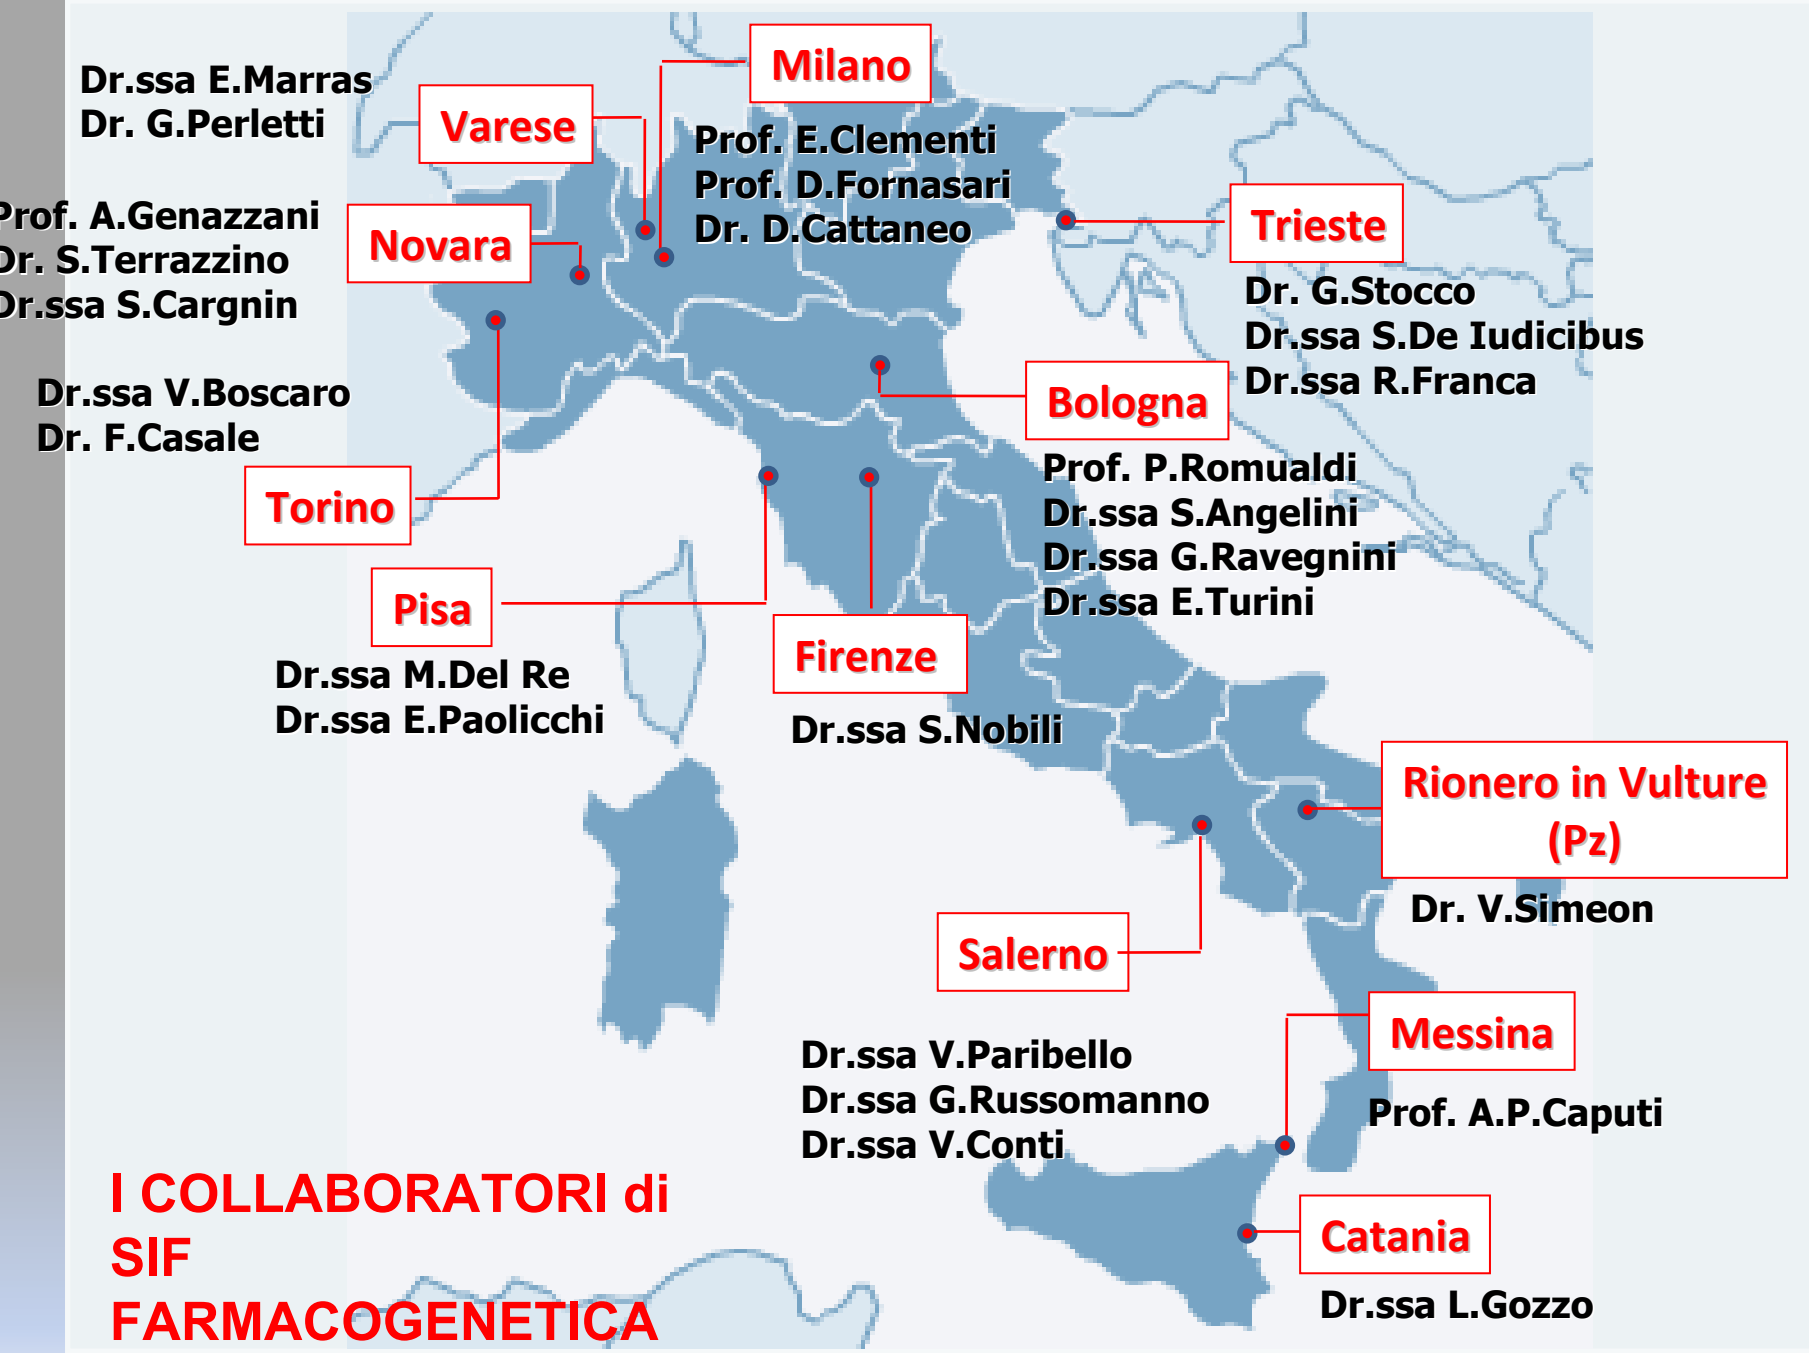 Milano
Prof. E.Clementi
Prof. D.Fornasari
Dr. D.Cattaneo
Dr.ssa E.Marras
Dr. G.Perletti
Varese
Prof. A.Genazzani
Dr. S.Terrazzino
Dr.ssa S.Cargnin
Novara
Trieste
Dr. G.Stocco
Dr.ssa S.De Iudicibus
Dr.ssa R.Franca
Dr.ssa V.Boscaro
Dr. F.Casale
Torino
Bologna
Prof. P.Romualdi
Dr.ssa S.Angelini
Dr.ssa G.Ravegnini
Dr.ssa E.Turini
Pisa
Dr.ssa M.Del Re
Dr.ssa E.Paolicchi
Firenze
Dr.ssa S.Nobili
Rionero in Vulture
(Pz)
Dr. V.Simeon
Salerno
Dr.ssa V.Paribello
Dr.ssa G.Russomanno
Dr.ssa V.Conti
Messina
Prof. A.P.Caputi
Catania
Dr.ssa L.Gozzo
I COLLABORATORI di
SIF
FARMACOGENETICA